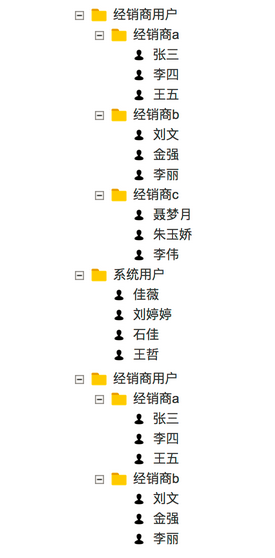 经销商用户
经销商a
张三
李四
王五
经销商b
刘文
金强
李丽
经销商c
聂梦月
朱玉娇
李伟
系统用户
佳薇
刘婷婷
石佳
王哲
经销商用户
经销商a
张三
李四
王五
经销商b
刘文
金强
李丽